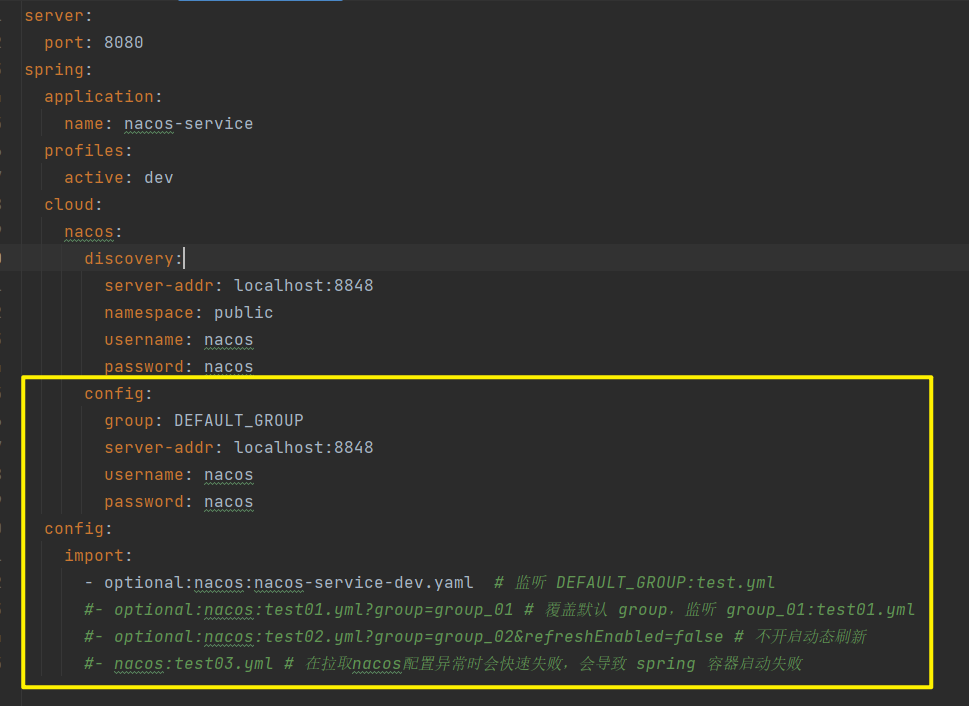 server:
port: 8080
spring:
application:
name: nacos-service
profiles:
active: dev
cloud:
nacos:
discovery:
server-addr: localhost:8848
namespace: public
username: nacos
password: nacos
config:
group: DEFAULT_GROUP
server-addr: localhost:8848
username: nacos
password: nacos
config:
import:
- optional:nacos:nacos-service-dev.yaml # 监听 DEFAULT_GROUP:test.yml
#- optional:nacos:test01.yml?group=group_01 # 覆盖默认 group，监听 group_01:test01.yml
#- optional:nacos:test02.yml?group=group_02&refreshEnabled=false # 不开启动态刷新
#- nacos:test03.yml # 在拉取nacos配置异常时会快速失败，会导致 spring 容器启动失败